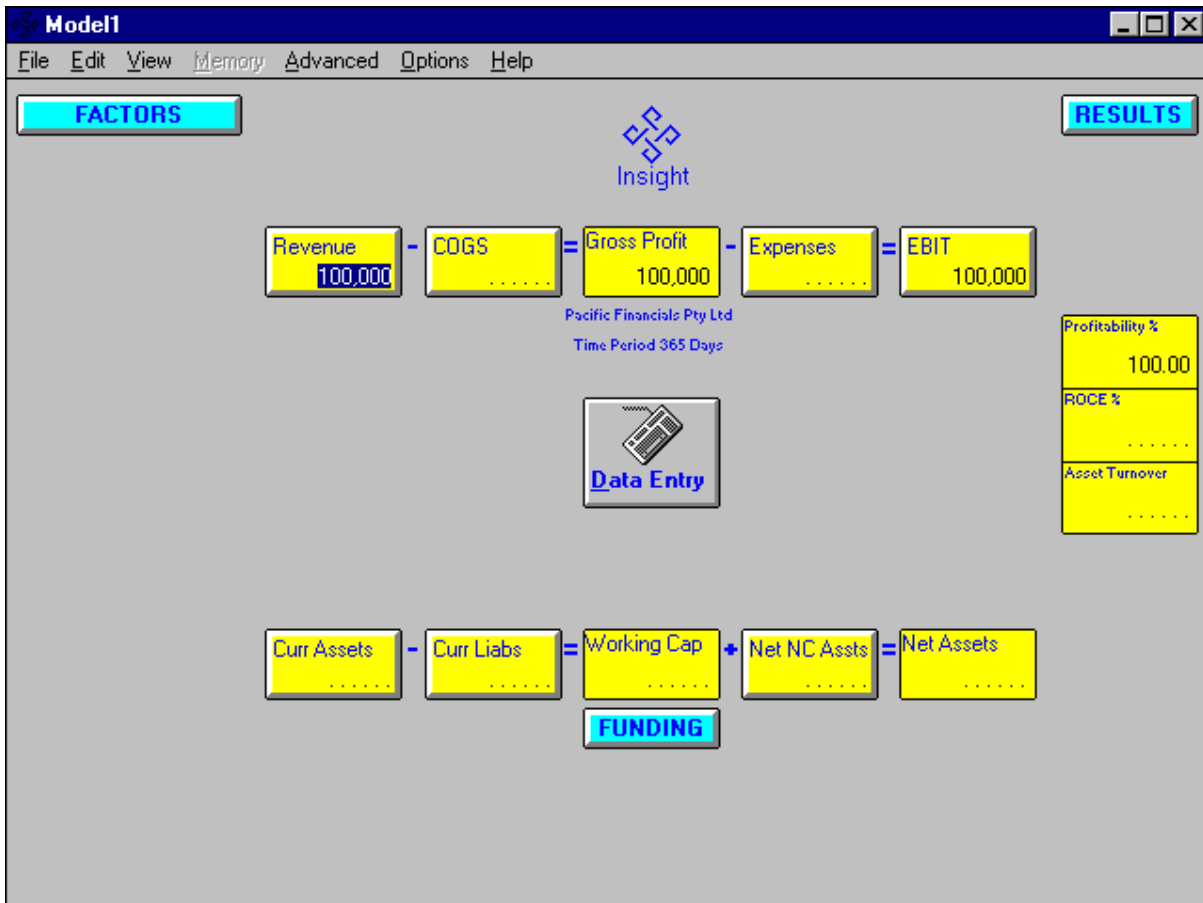 Model1
File Edit View Memory Advanced Options Help
FACTORS
RESULTS
Insight
Revenue - COGS = Gross Profit - Expenses = EBIT
100,000 ...... 100,000 ...... 100,000
Pacific Financials Pty Ltd
Time Period 365 Days
Profitability %
100.00
ROCE %
......
Asset Turnover
......
Data Entry
Curr Assets - Curr Liabs = Working Cap + Net NC Assts = Net Assets
...... ...... ...... ...... ......
FUNDING